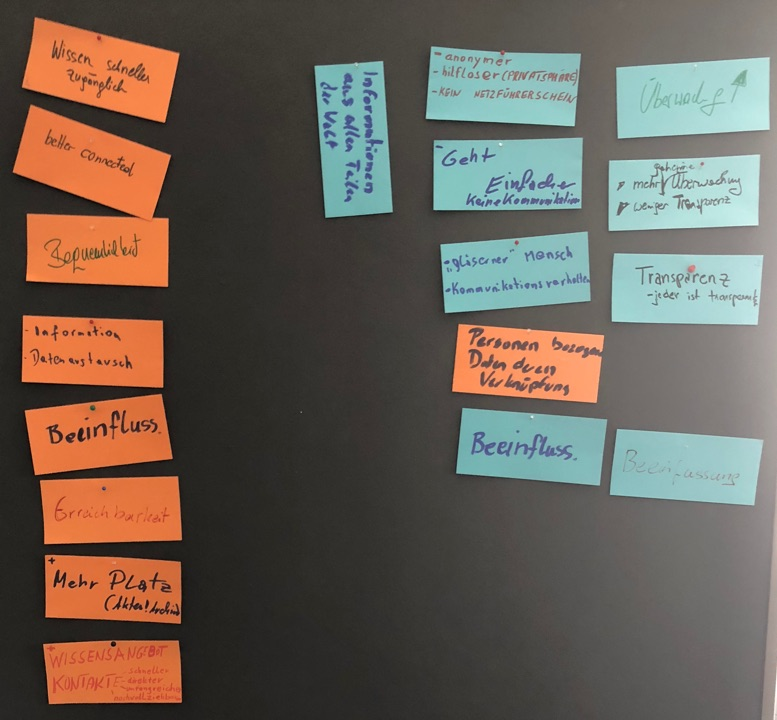 Wissen schneller
zugänglich
better connected
Bequemlichkeit
- Information
- Datenaustausch
Beeinfluss.
Erreichbarkeit
+
Mehr Platz
(Akten/Archiv
+
WISSENSANGEBOT
KONTAKTE - schneller
- direkter
- umfangreicher
- nachvollziehbar
Informationen
aus allen Teilen
der Welt
- anonymer
- hilfloser (PRIVATSPHÄRE)
- KEIN NETZFÜHRERSCHEIN
- Geht
Einfacher
keine Kommunikation
- "gläserner" Mensch
- Kommunikationsverhalten
Personen bezogene
Daten durch
Verknüpfung
Beeinfluss.
Überwachg
geheime
mehr Überwachung
weniger Transparenz
Transparenz
- jeder ist transparent
Beeinflussung